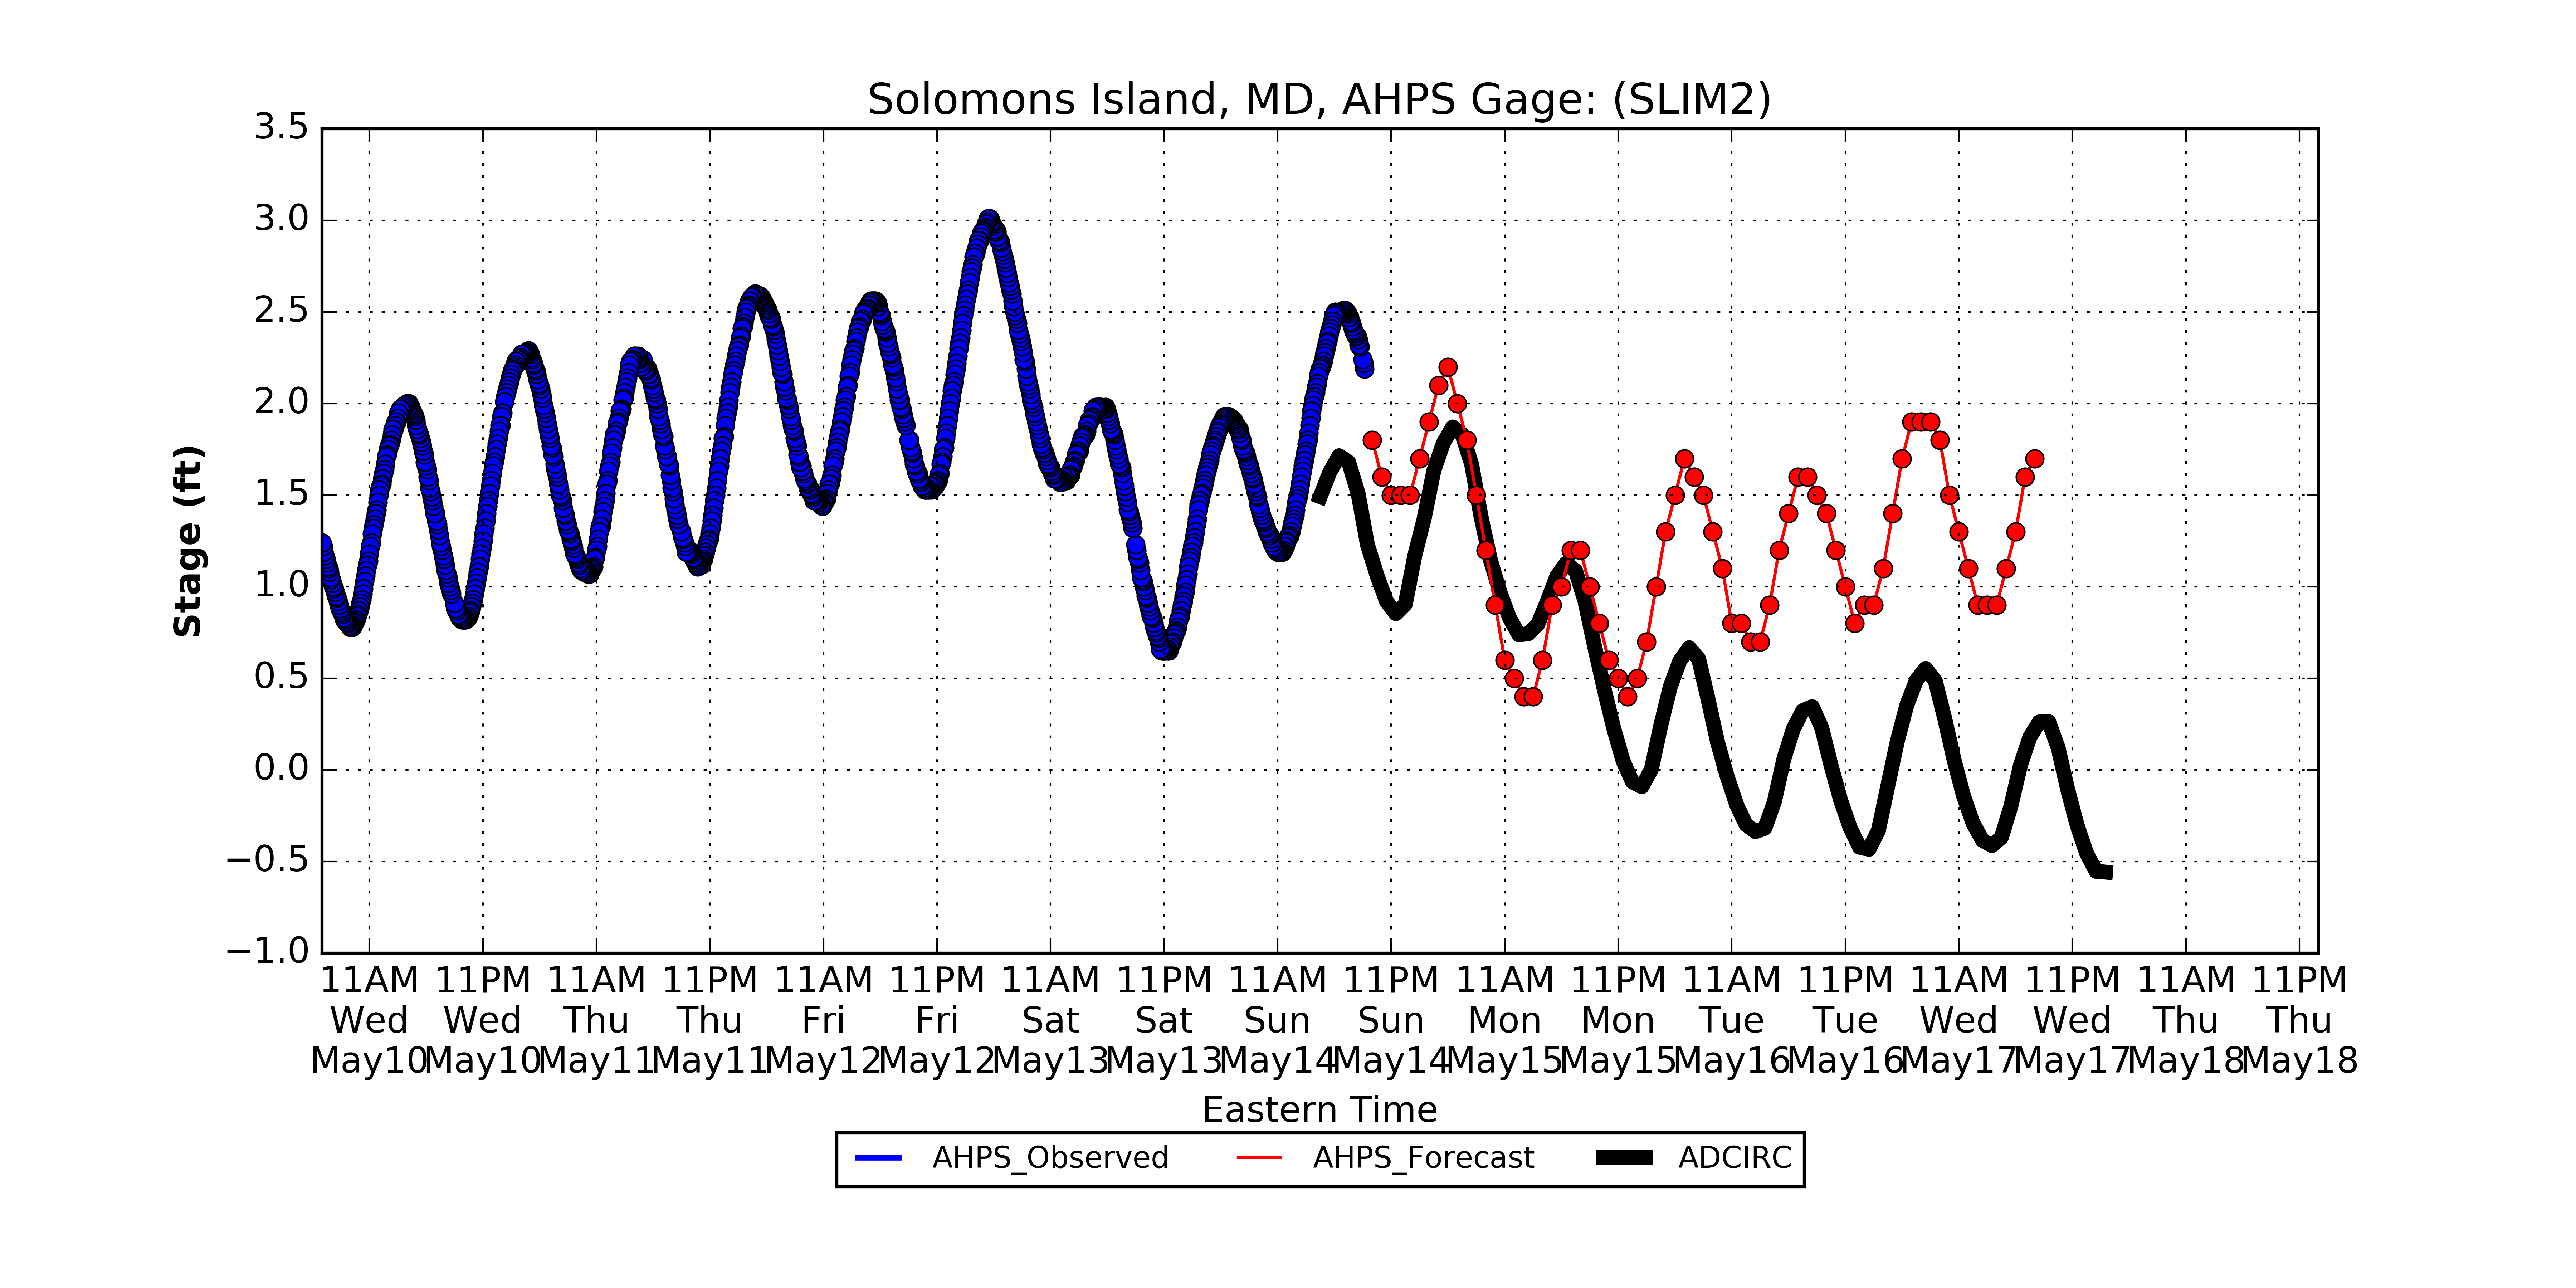 Solomons Island, MD, AHPS Gage: (SLIM2)
3.5
3.0
2.5
2.0
1.5
1.0
0.5
0.0
−0.5
−1.0
Stage (ft)
11AM 11PM 11AM 11PM 11AM 11PM 11AM 11PM 11AM 11PM 11AM 11PM 11AM 11PM 11AM 11PM 11AM 11PM
Wed Wed Thu Thu Fri Fri Sat Sat Sun Sun Mon Mon Tue Tue Wed Wed Thu Thu
May10 May10 May11 May11 May12 May12 May13 May13 May14 May14 May15 May15 May16 May16 May17 May17 May18 May18
Eastern Time
AHPS_Observed AHPS_Forecast ADCIRC